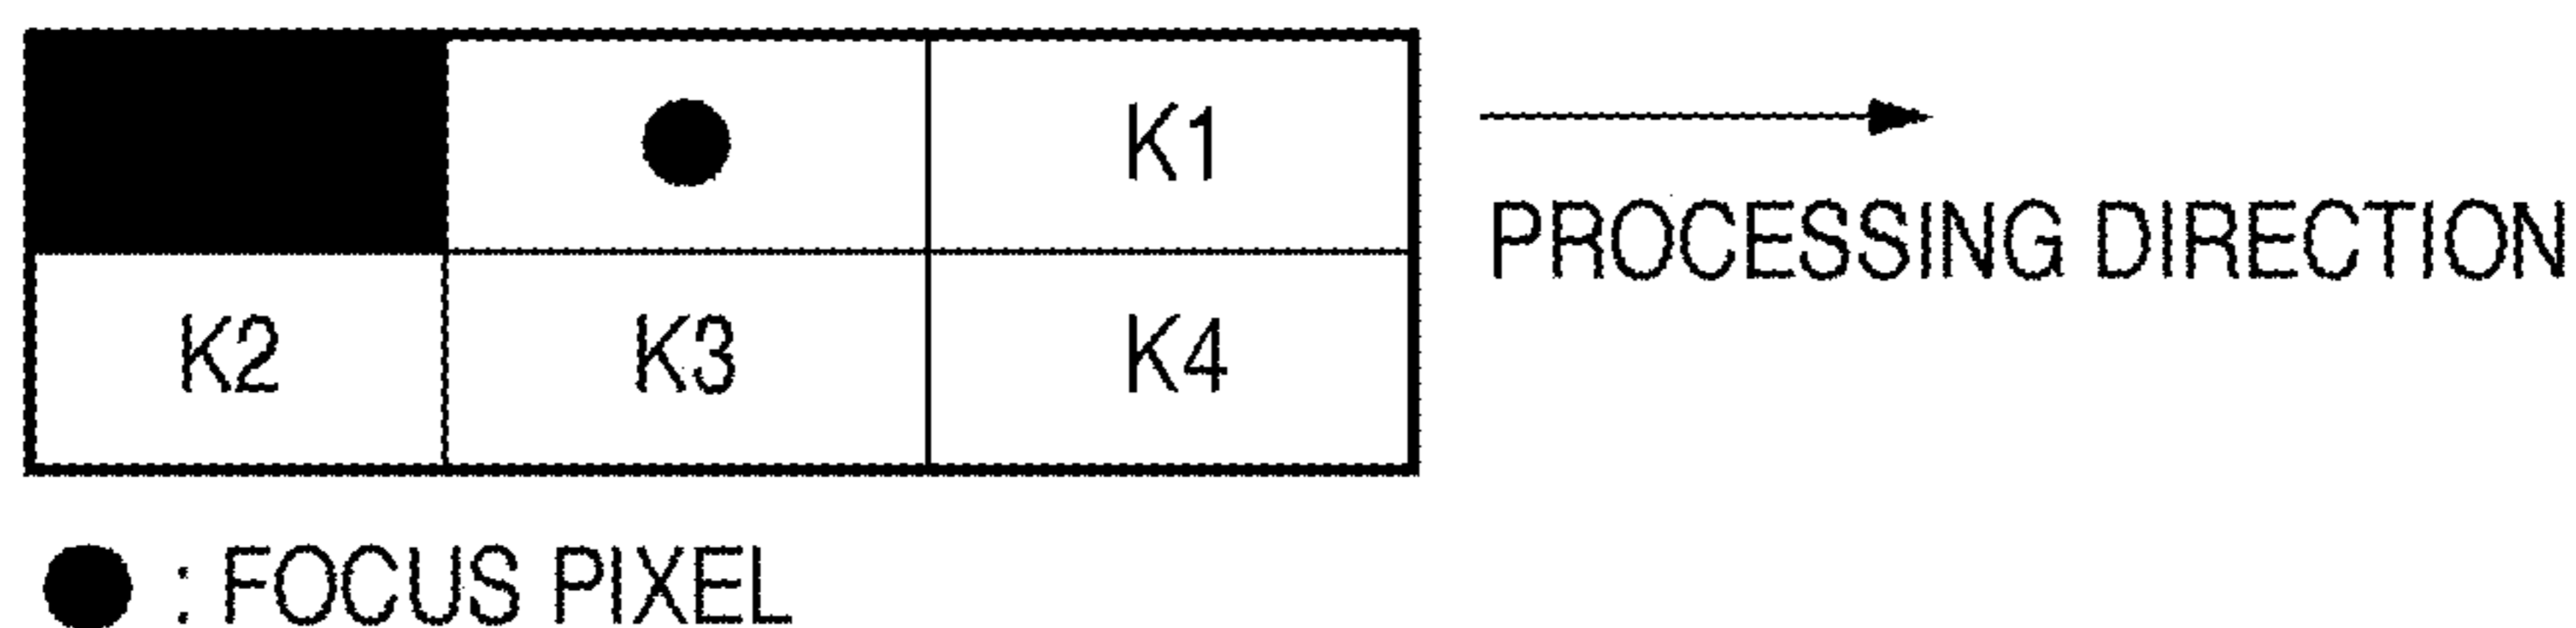 K1
PROCESSING DIRECTION
K2 K3 K4
● : FOCUS PIXEL